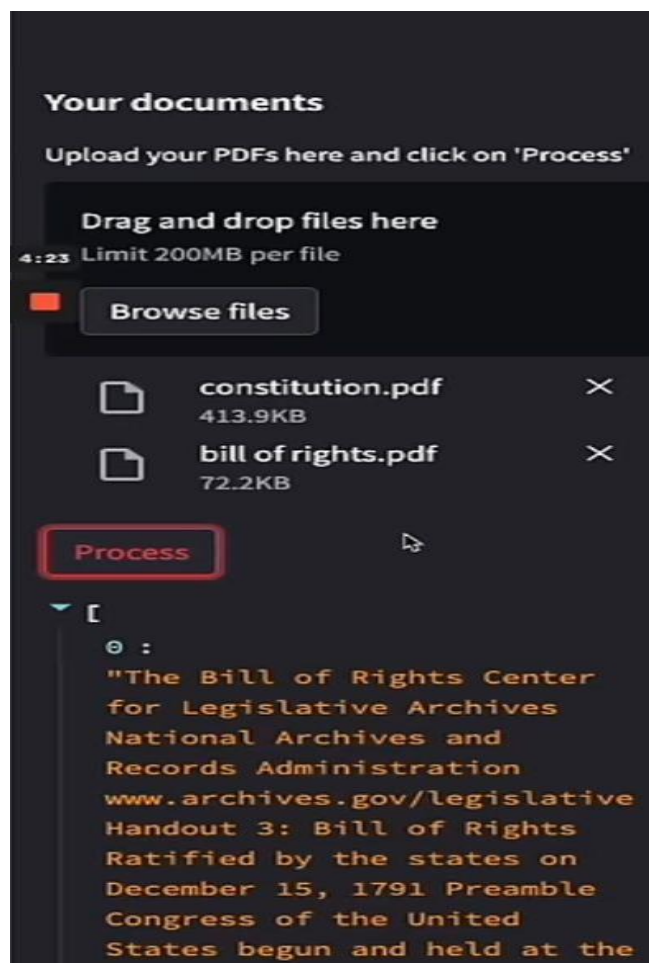 Your documents
Upload your PDFs here and click on 'Process'
Drag and drop files here
4:23 Limit 200MB per file
Browse files
constitution.pdf
413.9KB
bill of rights.pdf
72.2KB
Process
[
0 :
"The Bill of Rights Center
for Legislative Archives
National Archives and
Records Administration
www.archives.gov/legislative
Handout 3: Bill of Rights
Ratified by the states on
December 15, 1791 Preamble
Congress of the United
States begun and held at the